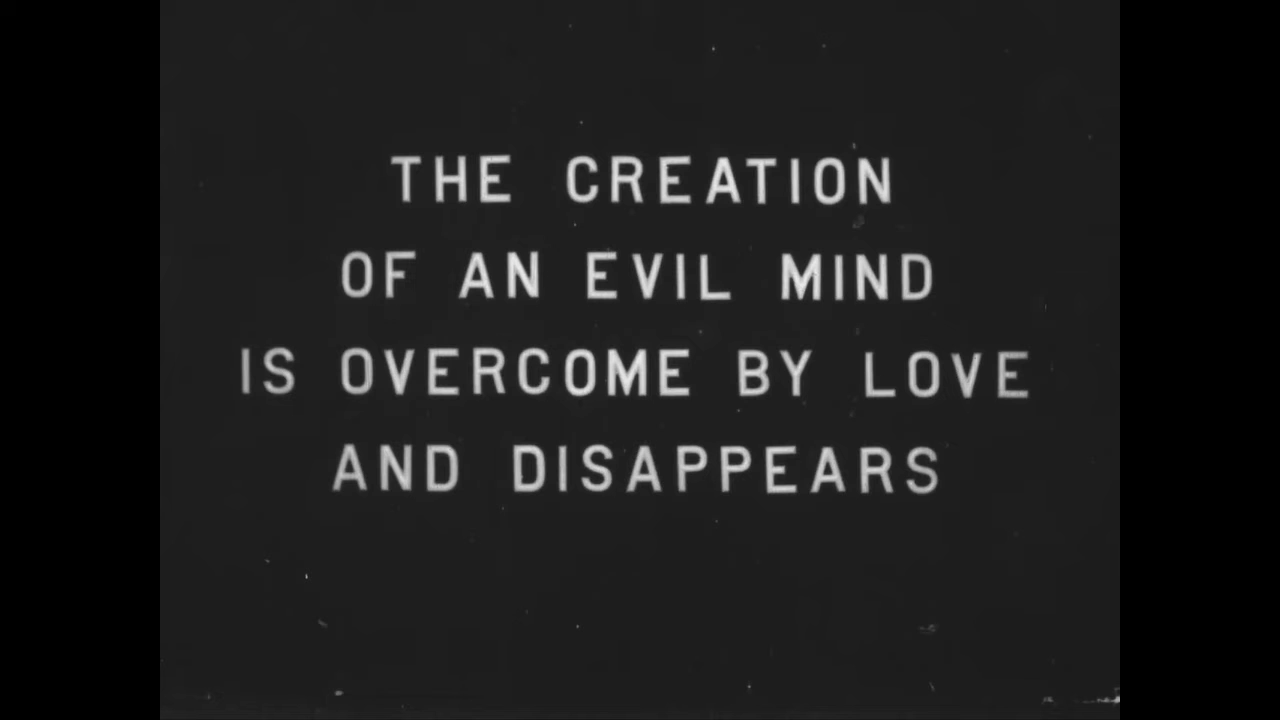 THE CREATION
OF AN EVIL MIND
IS OVERCOME BY LOVE
AND DISAPPEARS